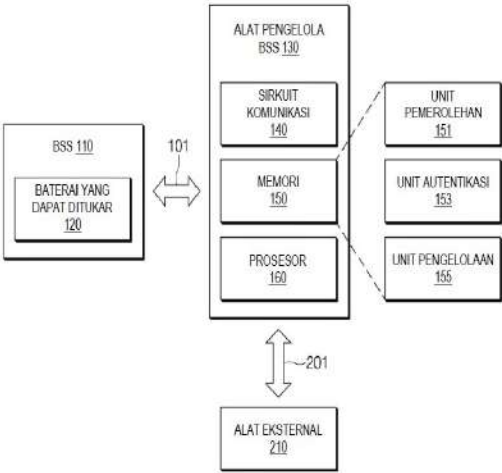 ALAT PENGELOLA
BSS 130
SIRKUIT
KOMUNIKASI
140
UNIT
PEMEROLEHAN
151
BSS 110
101
BATERAI YANG
DAPAT DITUKAR
120
MEMORI
150
UNIT AUTENTIKASI
153
PROSESOR
160
UNIT PENGELOLAAN
155
201
ALAT EKSTERNAL
210